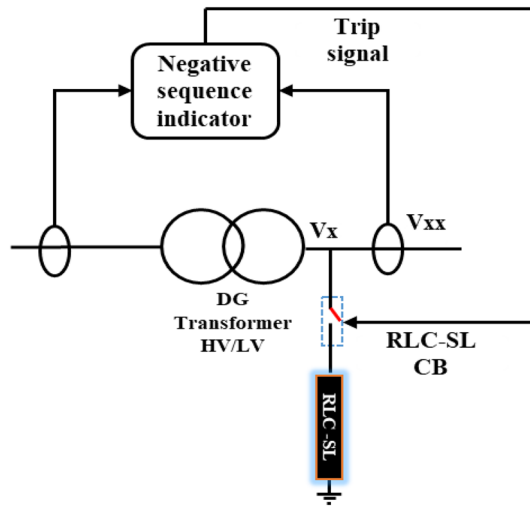 Trip
signal
Negative
sequence
indicator
Vx
Vxx
DG
Transformer
HV/LV
RLC-SL
CB
RLC-SL